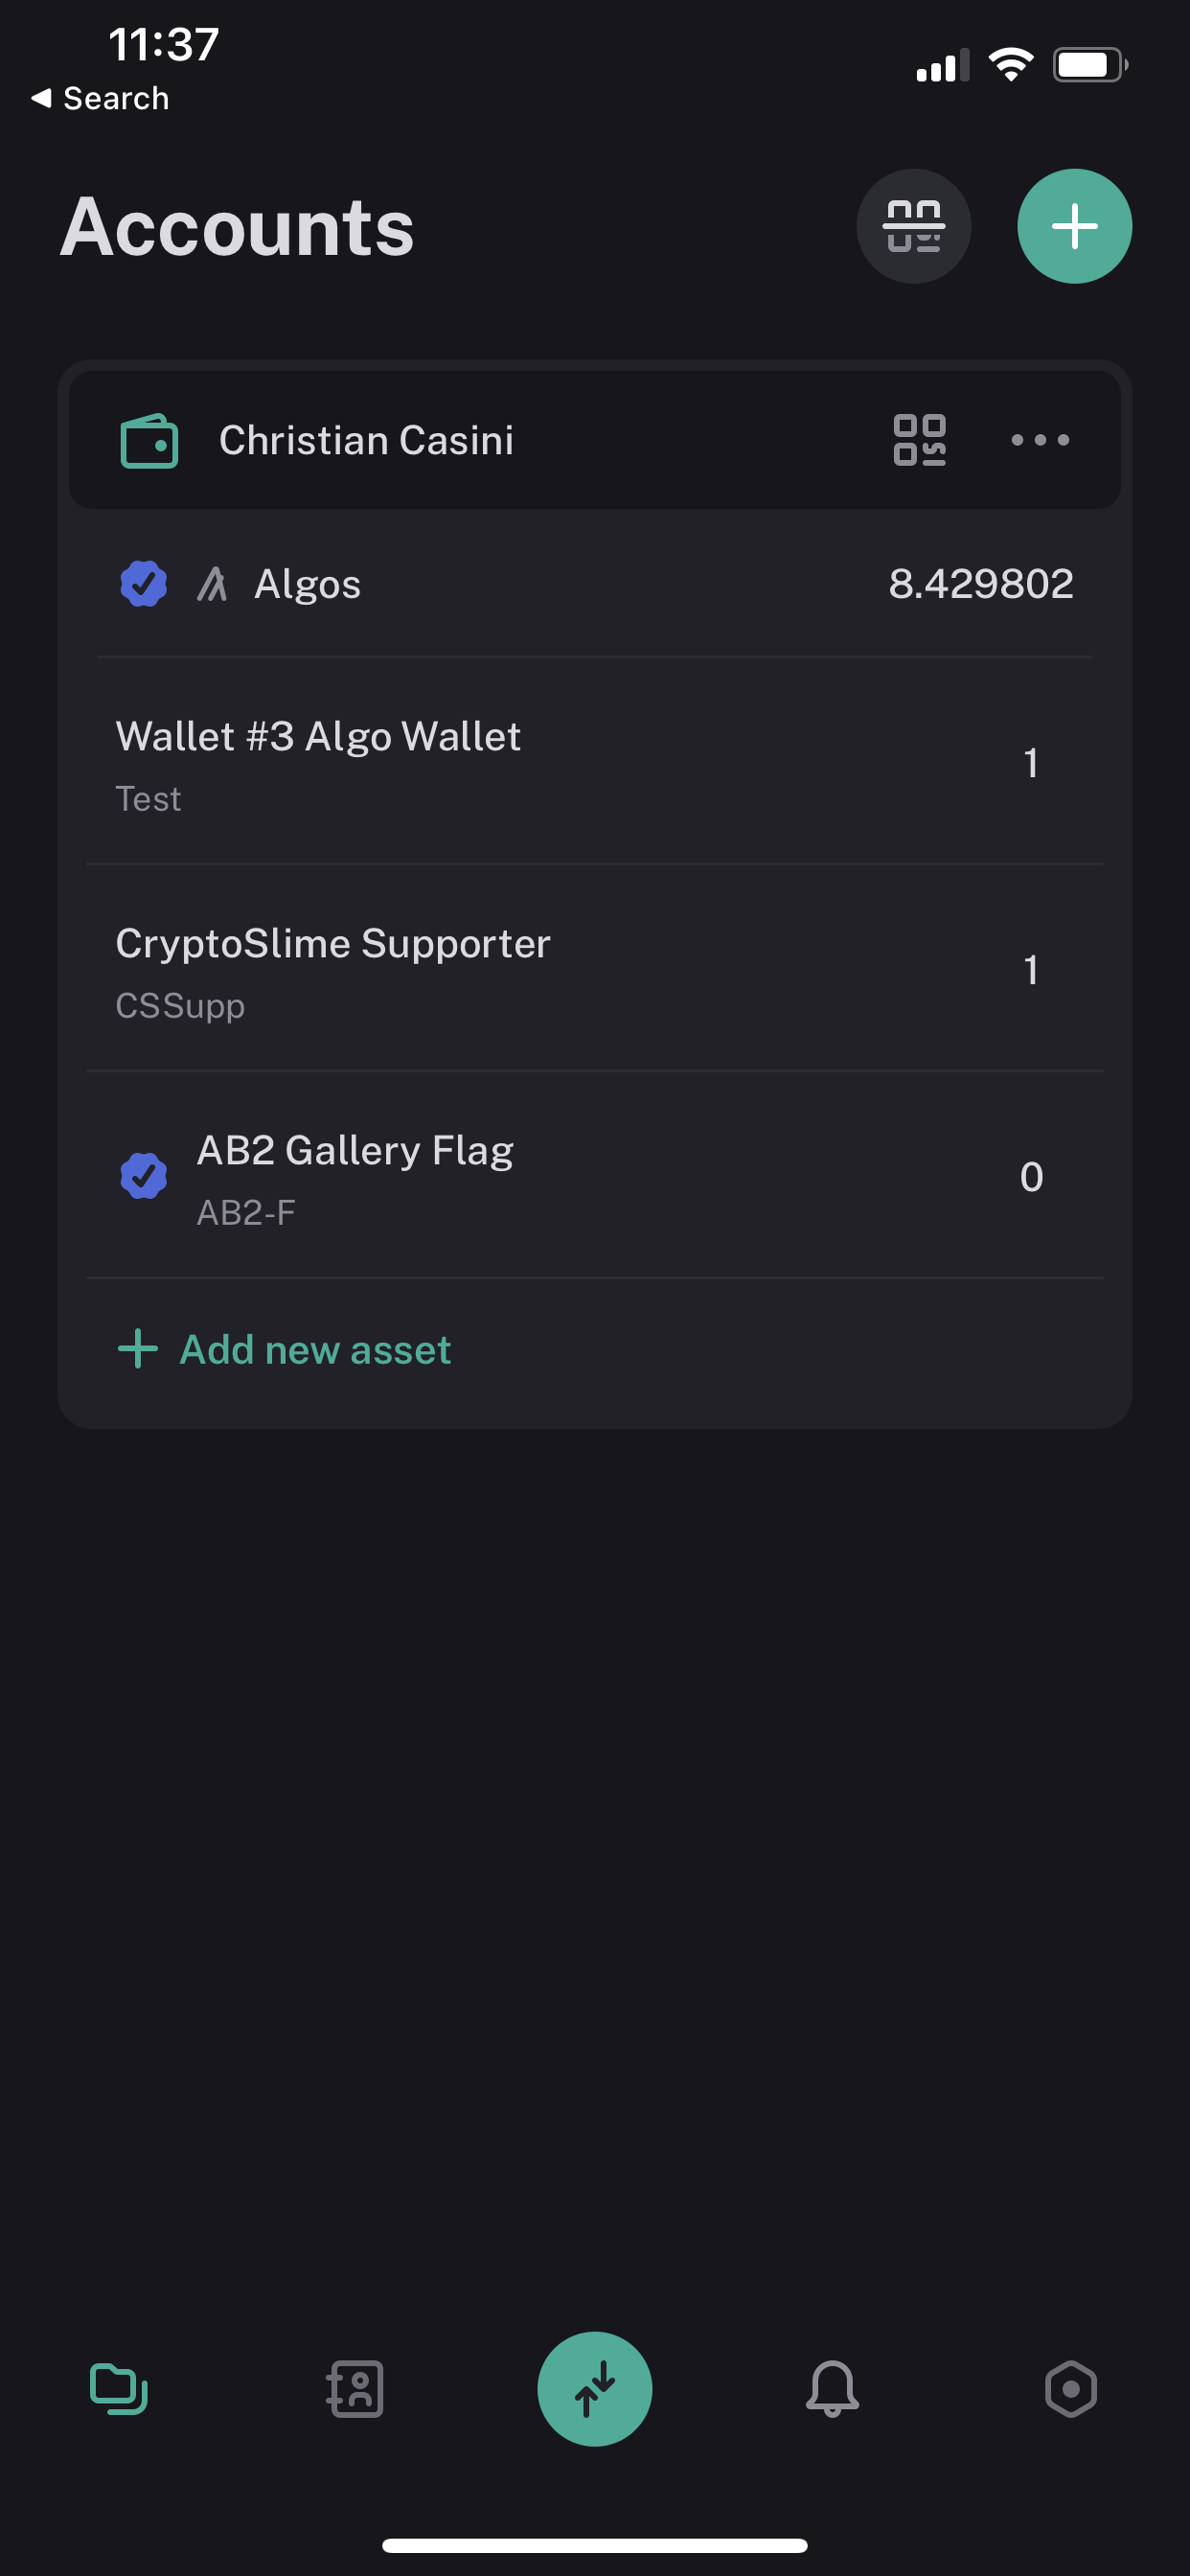 11:37
Search
Accounts
Christian Casini
Algos
8.429802
Wallet #3 Algo Wallet
Test
1
CryptoSlime Supporter
CSSupp
1
AB2 Gallery Flag
AB2-F
0
Add new asset